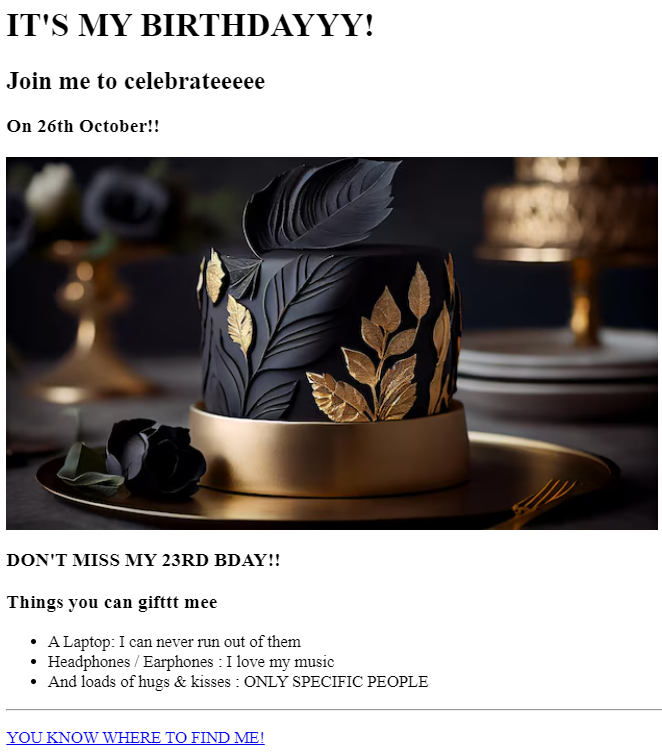 IT'S MY BIRTHDAYYY!
Join me to celebrateeeee
On 26th October!!
DON'T MISS MY 23RD BDAY!!
Things you can gifttt mee
• A Laptop: I can never run out of them
• Headphones / Earphones : I love my music
• And loads of hugs & kisses : ONLY SPECIFIC PEOPLE
YOU KNOW WHERE TO FIND ME!